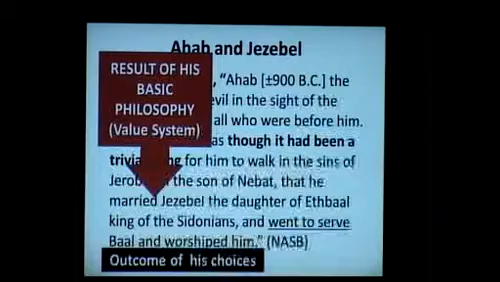 Ahab and Jezebel
RESULT OF HIS
BASIC
PHILOSOPHY
(Value System)
, “Ahab [±900 B.C.] the
evil in the sight of the
all who were before him.
as though it had been a
for him to walk in the sins of
the son of Nebat, that he
married Jezebel the daughter of Ethbaal
king of the Sidonians, and went to serve
Baal and worshiped him.” (NASB)
Outcome of his choices